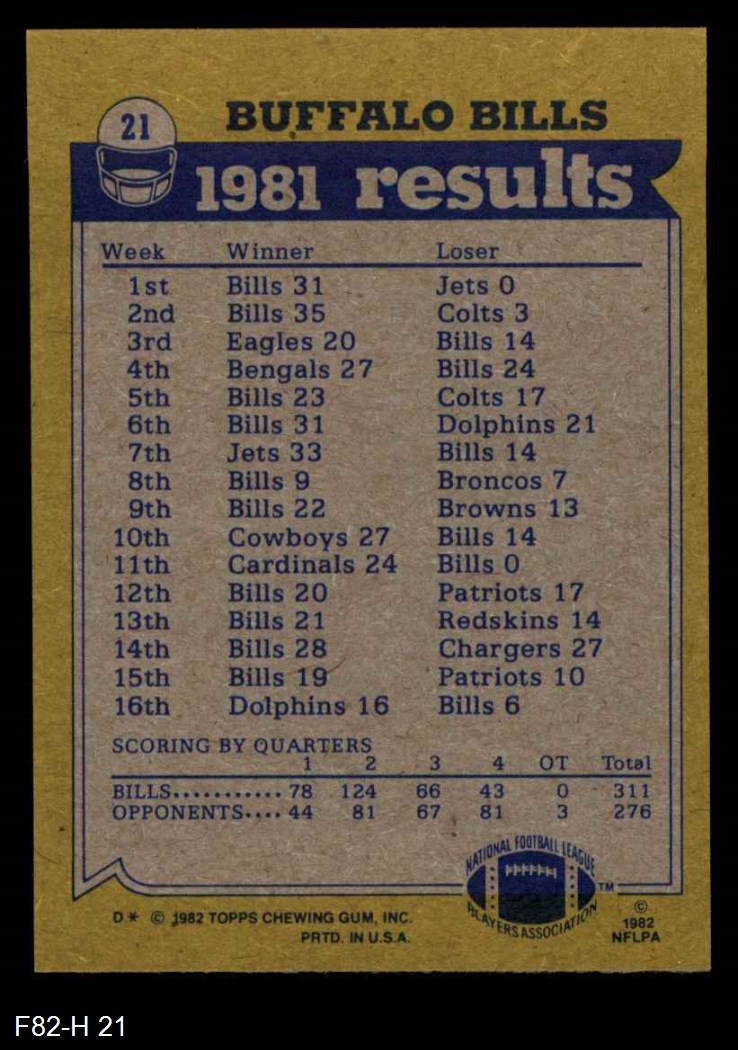 21
BUFFALO BILLS
1981 results
Week Winner Loser
1st Bills 31 Jets 0
2nd Bills 35 Colts 3
3rd Eagles 20 Bills 14
4th Bengals 27 Bills 24
5th Bills 23 Colts 17
6th Bills 31 Dolphins 21
7th Jets 33 Bills 14
8th Bills 9 Broncos 7
9th Bills 22 Browns 13
10th Cowboys 27 Bills 14
11th Cardinals 24 Bills 0
12th Bills 20 Patriots 17
13th Bills 21 Redskins 14
14th Bills 28 Chargers 27
15th Bills 19 Patriots 10
16th Dolphins 16 Bills 6
SCORING BY QUARTERS
1 2 3 4 OT Total
BILLS........... 78 124 66 43 0 311
OPPONENTS.... 44 81 67 81 3 276
NATIONAL FOOTBALL LEAGUE
PLAYERS ASSOCIATION
TM
D* © 1982 TOPPS CHEWING GUM, INC.
PRTD. IN U.S.A.
©
1982
NFLPA
F82-H 21